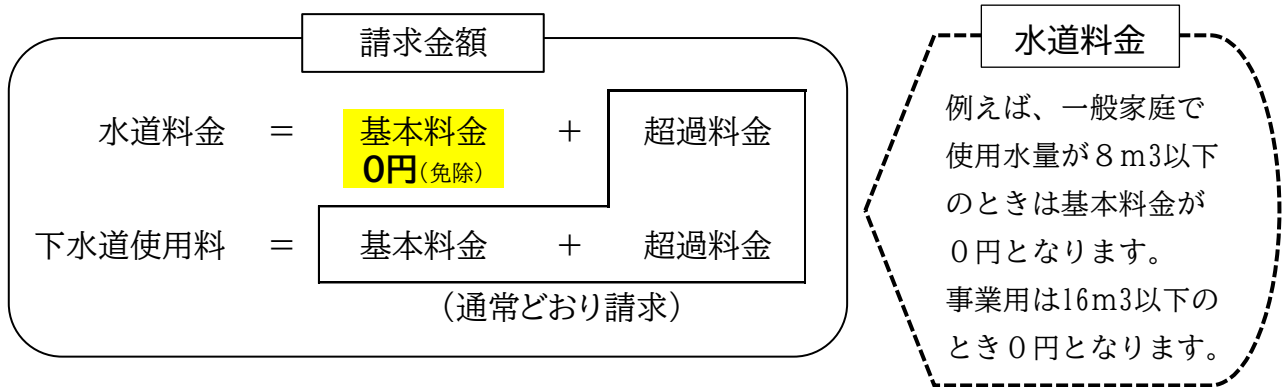 請求金額
水道料金 = 基本料金 + 超過料金
0円(免除)
下水道使用料 = 基本料金 + 超過料金
(通常どおり請求)
水道料金
例えば、一般家庭で
使用水量が8m3以下
のときは基本料金が
0円となります。
事業用は16m3以下の
とき0円となります。